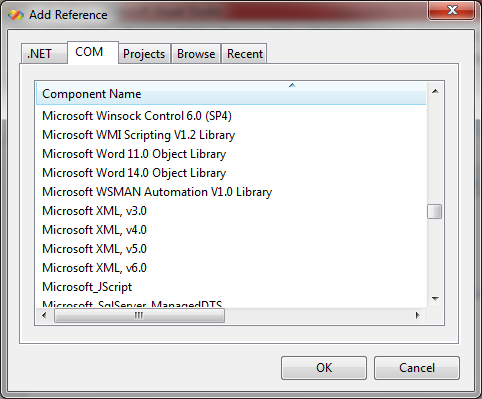 Add Reference
.NET COM Projects Browse Recent
Component Name
Microsoft Winsock Control 6.0 (SP4)
Microsoft WMI Scripting V1.2 Library
Microsoft Word 11.0 Object Library
Microsoft Word 14.0 Object Library
Microsoft WSMAN Automation V1.0 Library
Microsoft XML, v3.0
Microsoft XML, v4.0
Microsoft XML, v5.0
Microsoft XML, v6.0
Microsoft_JScript
Microsoft_SqlServer_ManagedDTS
OK Cancel